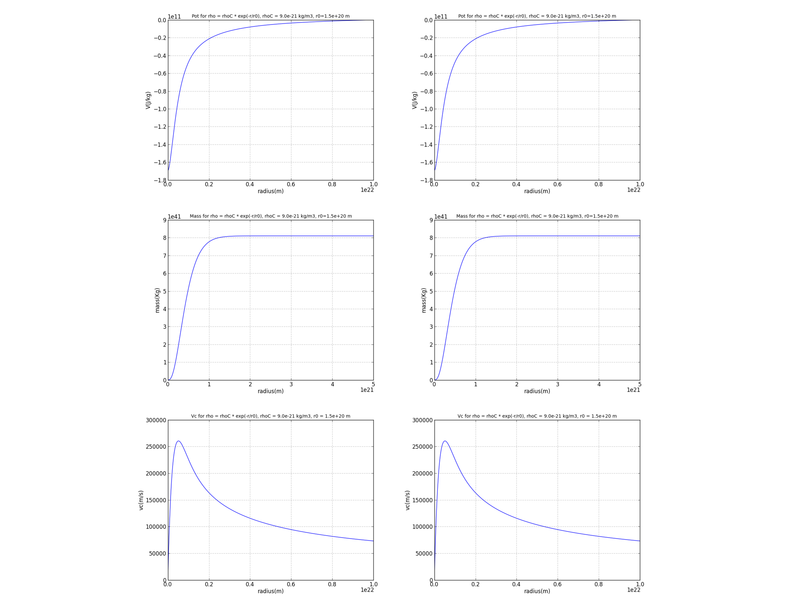 1e11 Pot for rho = rhoC * exp(-r/r0), rhoC = 9.0e-21 kg/m3, r0=1.5e+20 m
0.0
−0.2
−0.4
−0.6
−0.8
−1.0
−1.2
−1.4
−1.6
−1.8
V(J/kg)
0.0 0.2 0.4 0.6 0.8 1.0
radius(m) 1e22
1e11 Pot for rho = rhoC * exp(-r/r0), rhoC = 9.0e-21 kg/m3, r0=1.5e+20 m
0.0
−0.2
−0.4
−0.6
−0.8
−1.0
−1.2
−1.4
−1.6
−1.8
V(J/kg)
0.0 0.2 0.4 0.6 0.8 1.0
radius(m) 1e22
1e41 Mass for rho = rhoC * exp(-r/r0), rhoC = 9.0e-21 kg/m3, r0=1.5e+20 m
9
8
7
6
5
4
3
2
1
0
mass(Kg)
0 1 2 3 4 5
radius(m) 1e21
1e41 Mass for rho = rhoC * exp(-r/r0), rhoC = 9.0e-21 kg/m3, r0=1.5e+20 m
9
8
7
6
5
4
3
2
1
0
mass(Kg)
0 1 2 3 4 5
radius(m) 1e21
Vc for rho = rhoC * exp(-r/r0), rhoC = 9.0e-21 kg/m3, r0 = 1.5e+20 m
300000
250000
200000
150000
100000
50000
0
vc(m/s)
0.0 0.2 0.4 0.6 0.8 1.0
radius(m) 1e22
Vc for rho = rhoC * exp(-r/r0), rhoC = 9.0e-21 kg/m3, r0 = 1.5e+20 m
300000
250000
200000
150000
100000
50000
0
vc(m/s)
0.0 0.2 0.4 0.6 0.8 1.0
radius(m) 1e22